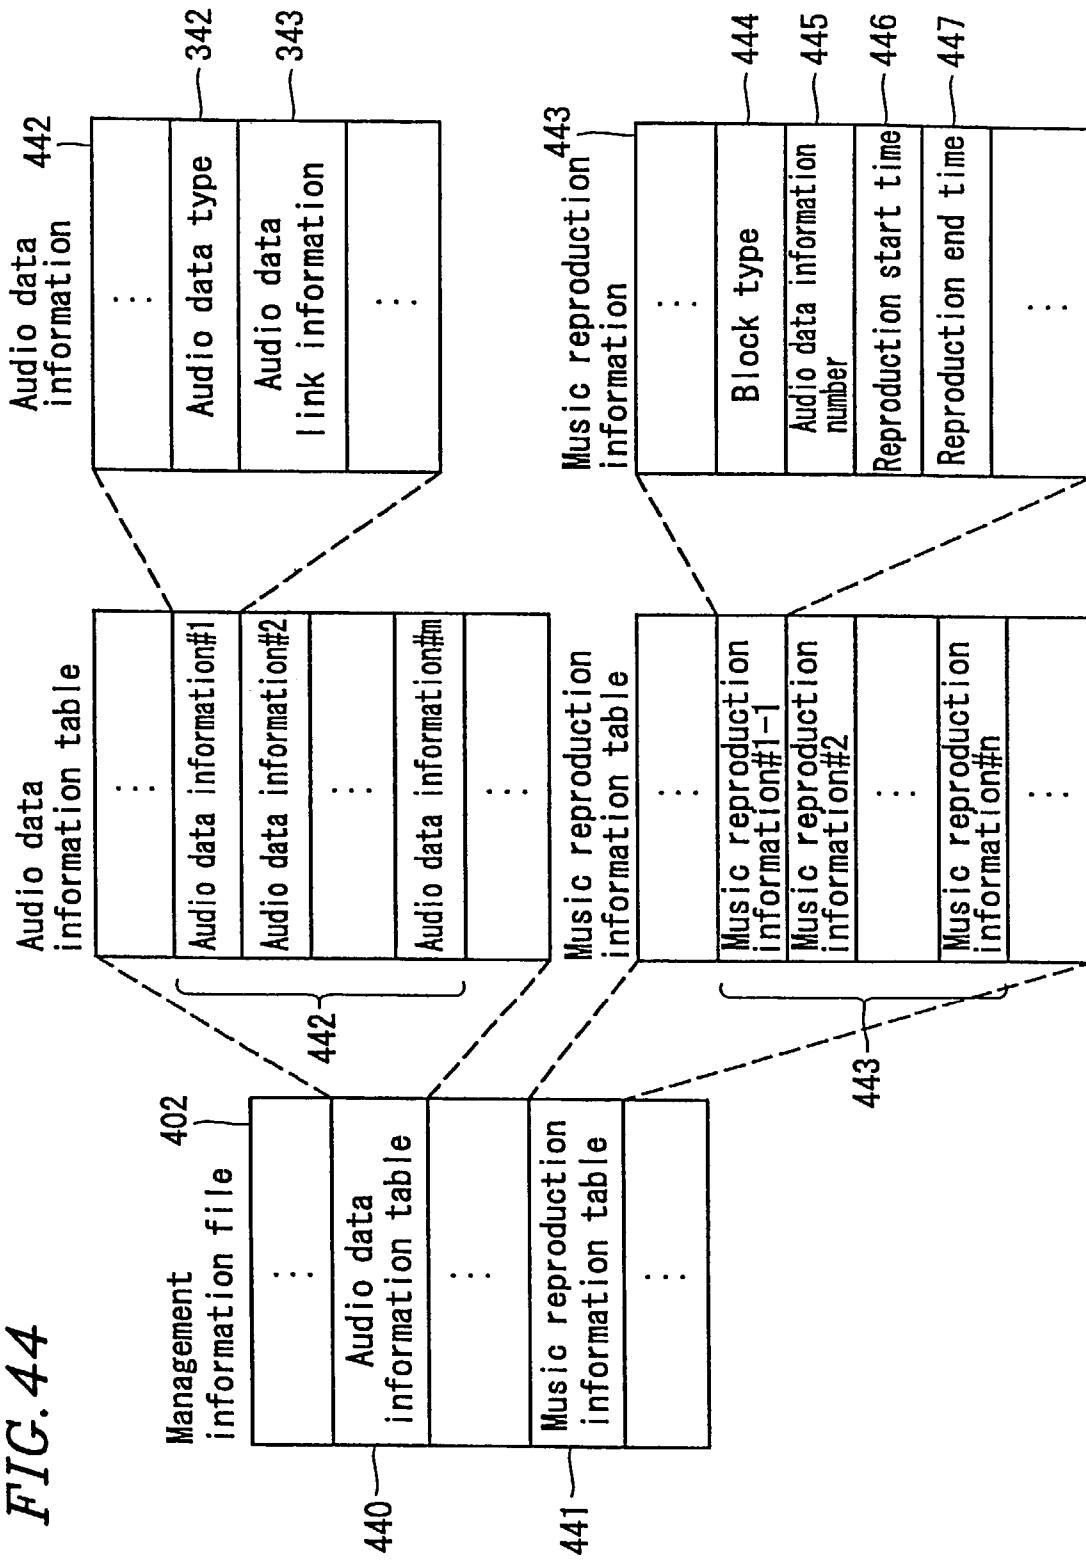 FIG. 44
Management
information file
402
⋮
Audio data
information table
440
⋮
Music reproduction
information table
441
⋮
Audio data
information table
⋮
Audio data information#1
Audio data information#2
⋮
Audio data information#m
⋮
442
Audio data
information
442
⋮
Audio data type
342
Audio data
link information
343
⋮
Music reproduction
information table
⋮
Music reproduction
information#1-1
Music reproduction
information#2
⋮
Music reproduction
information#n
⋮
443
Music reproduction
information
443
⋮
Block type
444
Audio data information
number
445
Reproduction start time
446
Reproduction end time
447
⋮